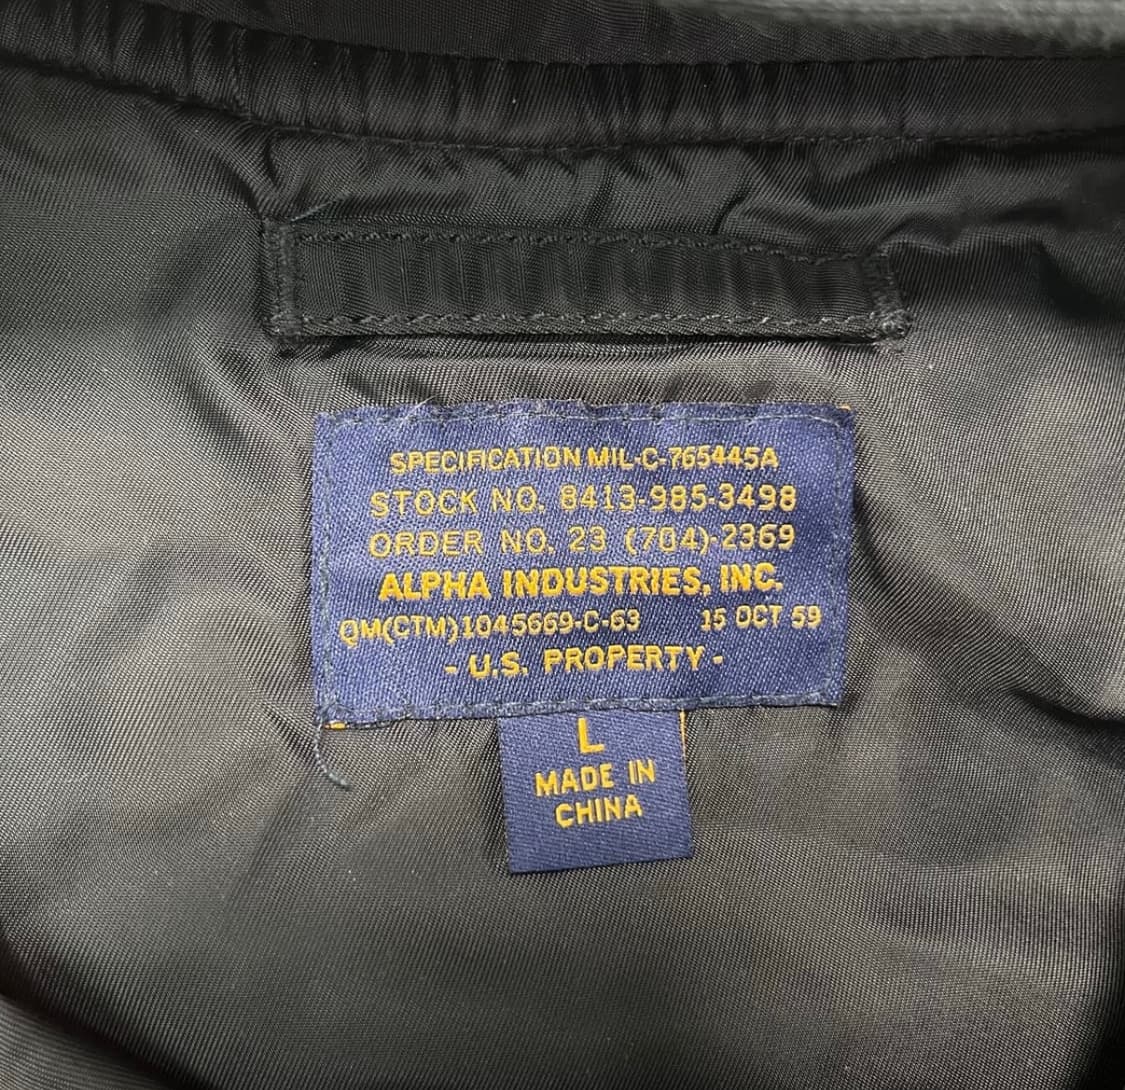 SPECIFICATION MIL-C-765445A
STOCK NO. 8413-985-3498
ORDER NO. 23 (704)-2369
ALPHA INDUSTRIES, INC.
QM(CTM)1045669-C-63 15 OCT 59
- U.S. PROPERTY -
L
MADE IN
CHINA